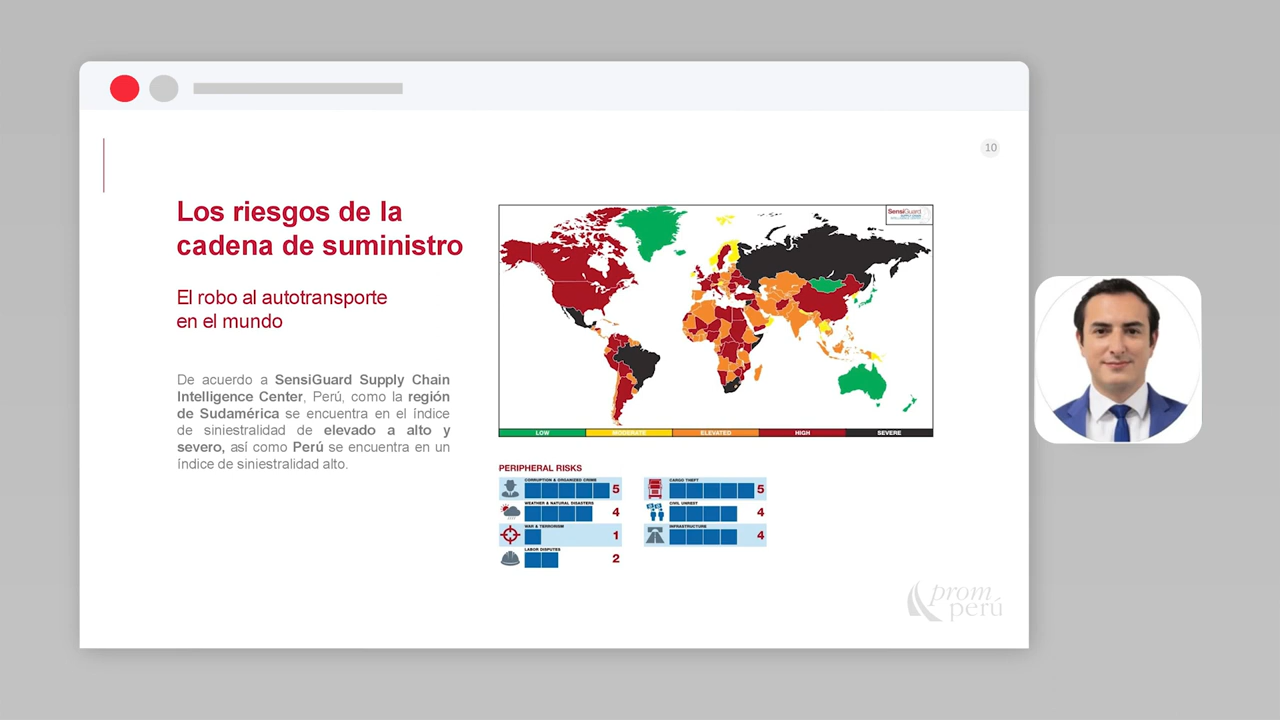 10
Los riesgos de la
cadena de suministro
El robo al autotransporte
en el mundo
De acuerdo a SensiGuard Supply Chain
Intelligence Center, Perú, como la región
de Sudamérica se encuentra en el índice
de siniestralidad de elevado a alto y
severo, así como Perú se encuentra en un
índice de siniestralidad alto.
SensiGuard
SUPPLY CHAIN
INTELLIGENCE CENTER
LOW MODERATE ELEVATED HIGH SEVERE
PERIPHERAL RISKS
CORRUPTION & ORGANIZED CRIME 5
WEATHER & NATURAL DISASTERS 4
WAR & TERRORISM 1
LABOR DISPUTES 2
CARGO THEFT 5
CIVIL UNREST 4
INFRASTRUCTURE 4
prom
perú